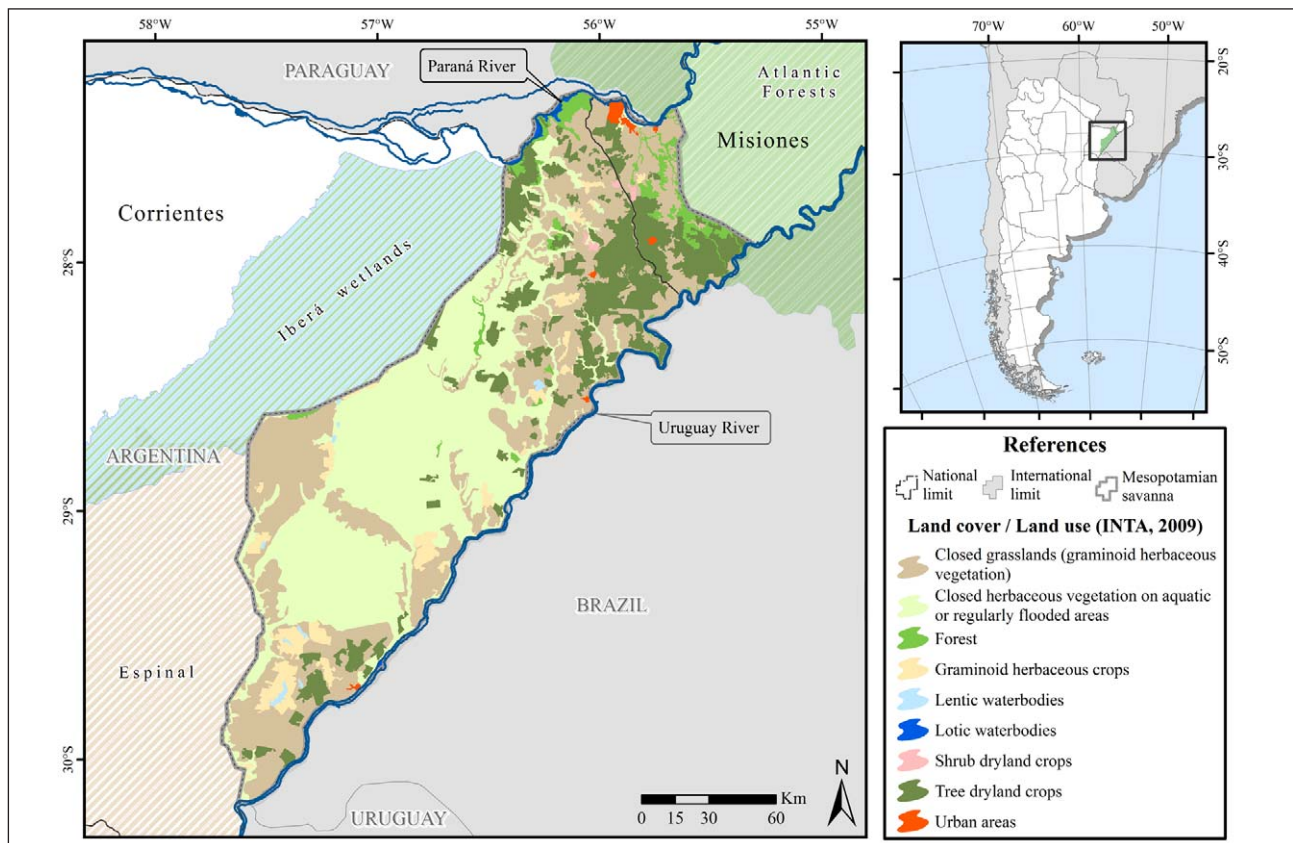 58°W
57°W
56°W
55°W
PARAGUAY
Paraná River
Atlantic
Forests
Misiones
Corrientes
28°S
Iberá wetlands
Uruguay River
ARGENTINA
29°S
BRAZIL
Espinal
30°S
URUGUAY
N
Km
0 15 30 60
70°W
60°W
50°W
20°S
30°S
40°S
50°S
References
National
limit
International
limit
Mesopotamian
savanna
Land cover / Land use (INTA, 2009)
Closed grasslands (graminoid herbaceous
vegetation)
Closed herbaceous vegetation on aquatic
or regularly flooded areas
Forest
Graminoid herbaceous crops
Lentic waterbodies
Lotic waterbodies
Shrub dryland crops
Tree dryland crops
Urban areas